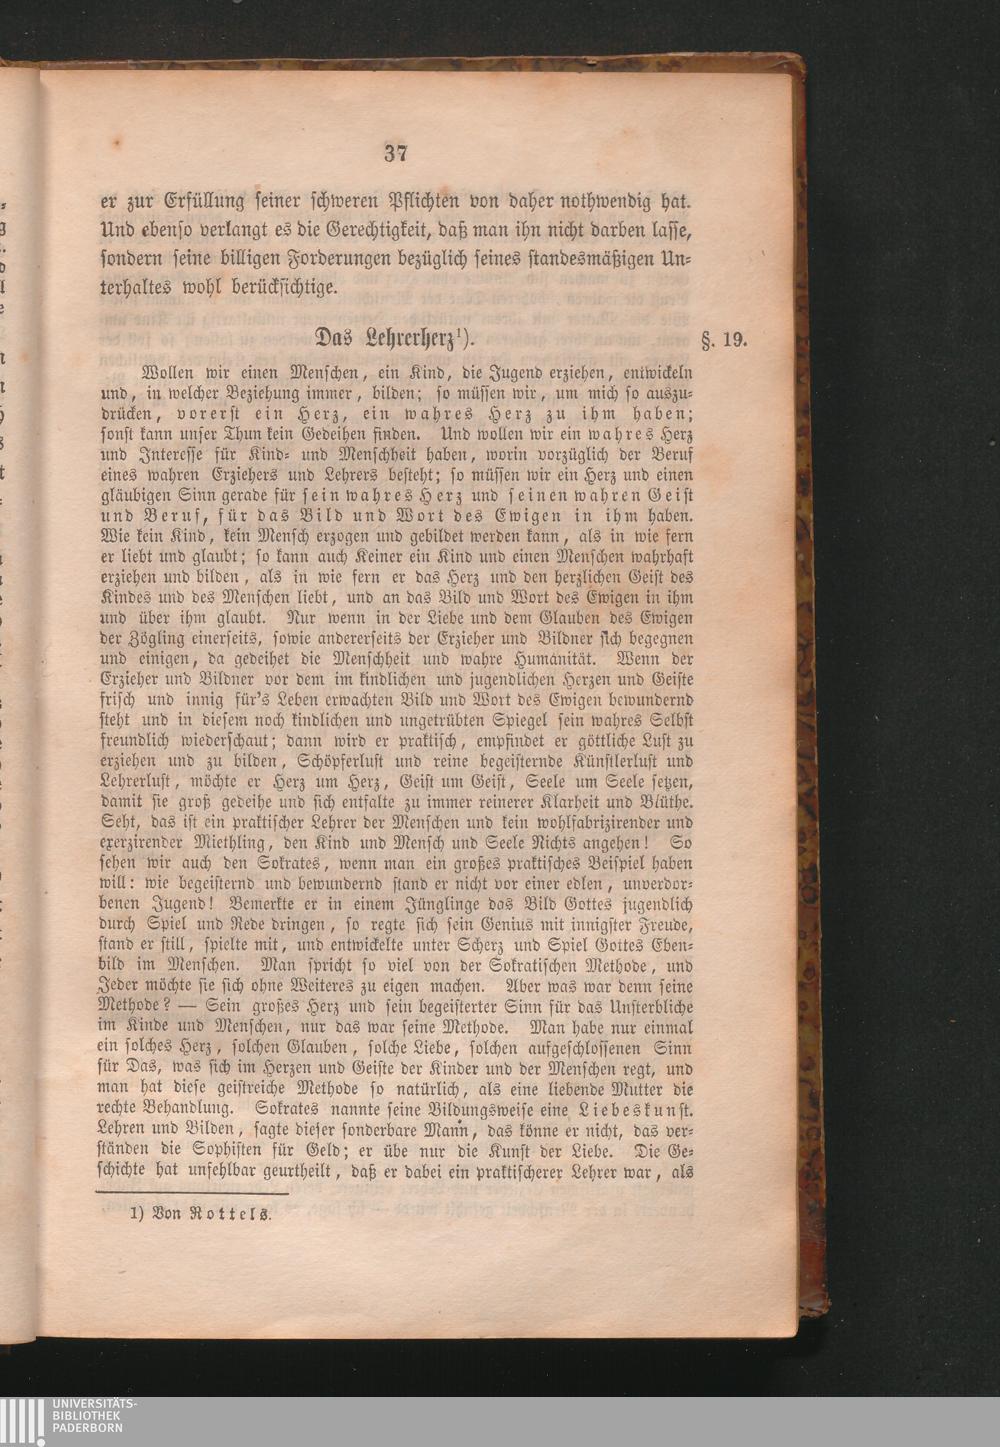 37
er zur Erfüllung seiner schweren Pflichten von daher nothwendig hat.
Und ebenso verlangt es die Gerechtigkeit, daß man ihn nicht darben lasse,
sondern seine billigen Forderungen bezüglich seines standesmäßigen Un-
terhaltes wohl berücksichtige.
Das Lehrerherz¹). §. 19.
Wollen wir einen Menschen, ein Kind, die Jugend erziehen, entwickeln
und, in welcher Beziehung immer, bilden; so müssen wir, um mich so auszu-
drücken, vorerst ein Herz, ein wahres Herz zu ihm haben;
sonst kann unser Thun kein Gedeihen finden. Und wollen wir ein wahres Herz
und Interesse für Kind- und Menschheit haben, worin vorzüglich der Beruf
eines wahren Erziehers und Lehrers besteht; so müssen wir ein Herz und einen
gläubigen Sinn gerade für sein wahres Herz und seinen wahren Geist
und Beruf, für das Bild und Wort des Ewigen in ihm haben.
Wie kein Kind, kein Mensch erzogen und gebildet werden kann, als in wie fern
er liebt und glaubt; so kann auch Keiner ein Kind und einen Menschen wahrhaft
erziehen und bilden, als in wie fern er das Herz und den herzlichen Geist des
Kindes und des Menschen liebt, und an das Bild und Wort des Ewigen in ihm
und über ihm glaubt. Nur wenn in der Liebe und dem Glauben des Ewigen
der Zögling einerseits, sowie andererseits der Erzieher und Bildner sich begegnen
und einigen, da gedeihet die Menschheit und wahre Humanität. Wenn der
Erzieher und Bildner vor dem im kindlichen und jugendlichen Herzen und Geiste
frisch und innig für's Leben erwachten Bild und Wort des Ewigen bewundernd
steht und in diesem noch kindlichen und ungetrübten Spiegel sein wahres Selbst
freundlich wiederschaut; dann wird er praktisch, empfindet er göttliche Lust zu
erziehen und zu bilden, Schöpferlust und reine begeisternde Künstlerlust und
Lehrerlust, möchte er Herz um Herz, Geist um Geist, Seele um Seele setzen,
damit sie groß gedeihe und sich entfalte zu immer reinerer Klarheit und Blüthe.
Seht, das ist ein praktischer Lehrer der Menschen und kein wohlfabrizirender und
exerzirender Miethling, den Kind und Mensch und Seele Nichts angehen! So
sehen wir auch den Sokrates, wenn man ein großes praktisches Beispiel haben
will: wie begeisternd und bewundernd stand er nicht vor einer edlen, unverdor-
benen Jugend! Bemerkte er in einem Jünglinge das Bild Gottes jugendlich
durch Spiel und Rede dringen, so regte sich sein Genius mit innigster Freude,
stand er still, spielte mit, und entwickelte unter Scherz und Spiel Gottes Eben-
bild im Menschen. Man spricht so viel von der Sokratischen Methode, und
Jeder möchte sie sich ohne Weiteres zu eigen machen. Aber was war denn seine
Methode? — Sein großes Herz und sein begeisterter Sinn für das Unsterbliche
im Kinde und Menschen, nur das war seine Methode. Man habe nur einmal
ein solches Herz, solchen Glauben, solche Liebe, solchen aufgeschlossenen Sinn
für Das, was sich im Herzen und Geiste der Kinder und der Menschen regt, und
man hat diese geistreiche Methode so natürlich, als eine liebende Mutter die
rechte Behandlung. Sokrates nannte seine Bildungsweise eine Liebeskunst.
Lehren und Bilden, sagte dieser sonderbare Mann, das könne er nicht, das ver-
ständen die Sophisten für Geld; er übe nur die Kunst der Liebe. Die Ge-
schichte hat unfehlbar geurtheilt, daß er dabei ein praktischerer Lehrer war, als
1) Von Rottels.
UNIVERSITÄTS-
BIBLIOTHEK
PADERBORN